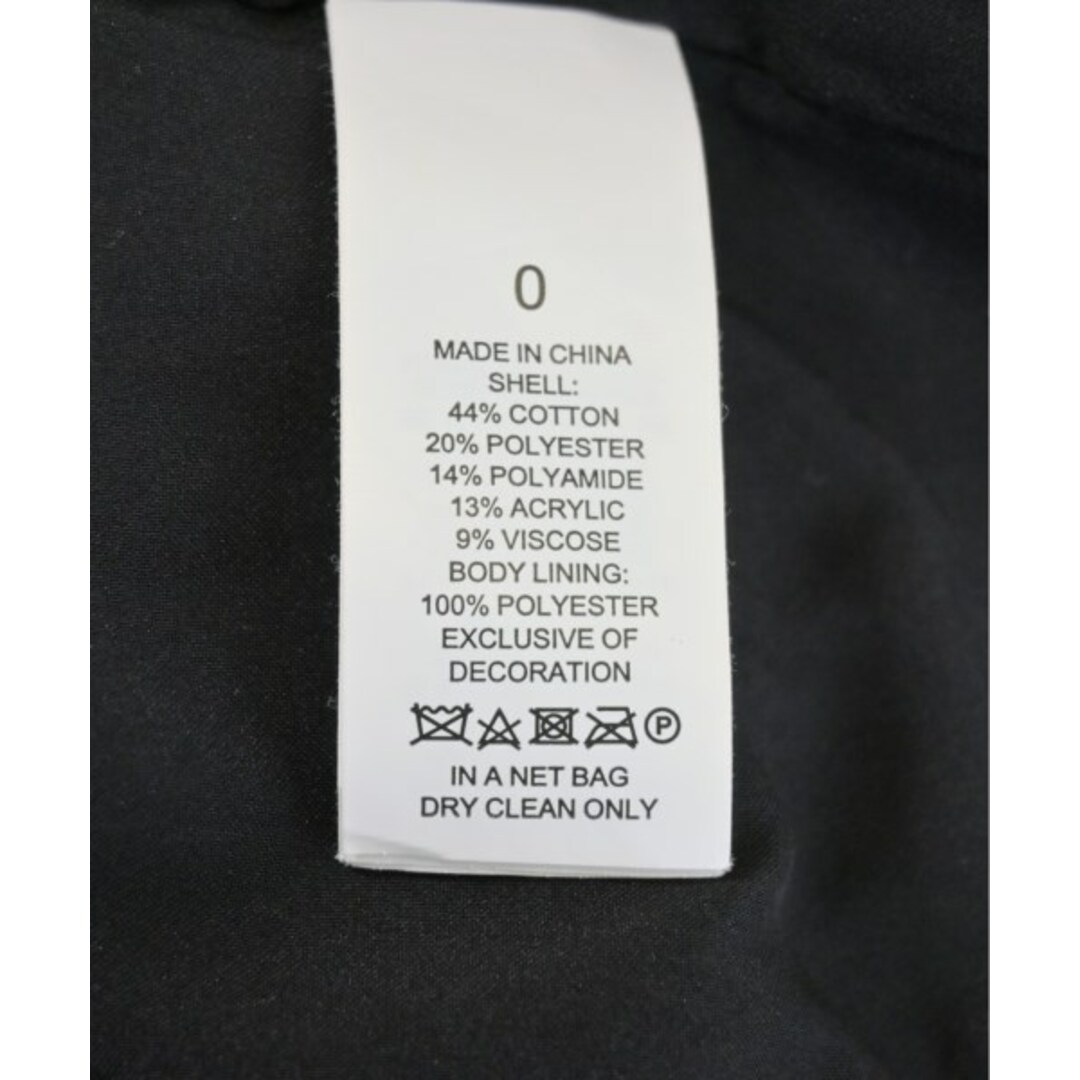 0
MADE IN CHINA
SHELL:
44% COTTON
20% POLYESTER
14% POLYAMIDE
13% ACRYLIC
9% VISCOSE
BODY LINING:
100% POLYESTER
EXCLUSIVE OF
DECORATION
P
IN A NET BAG
DRY CLEAN ONLY